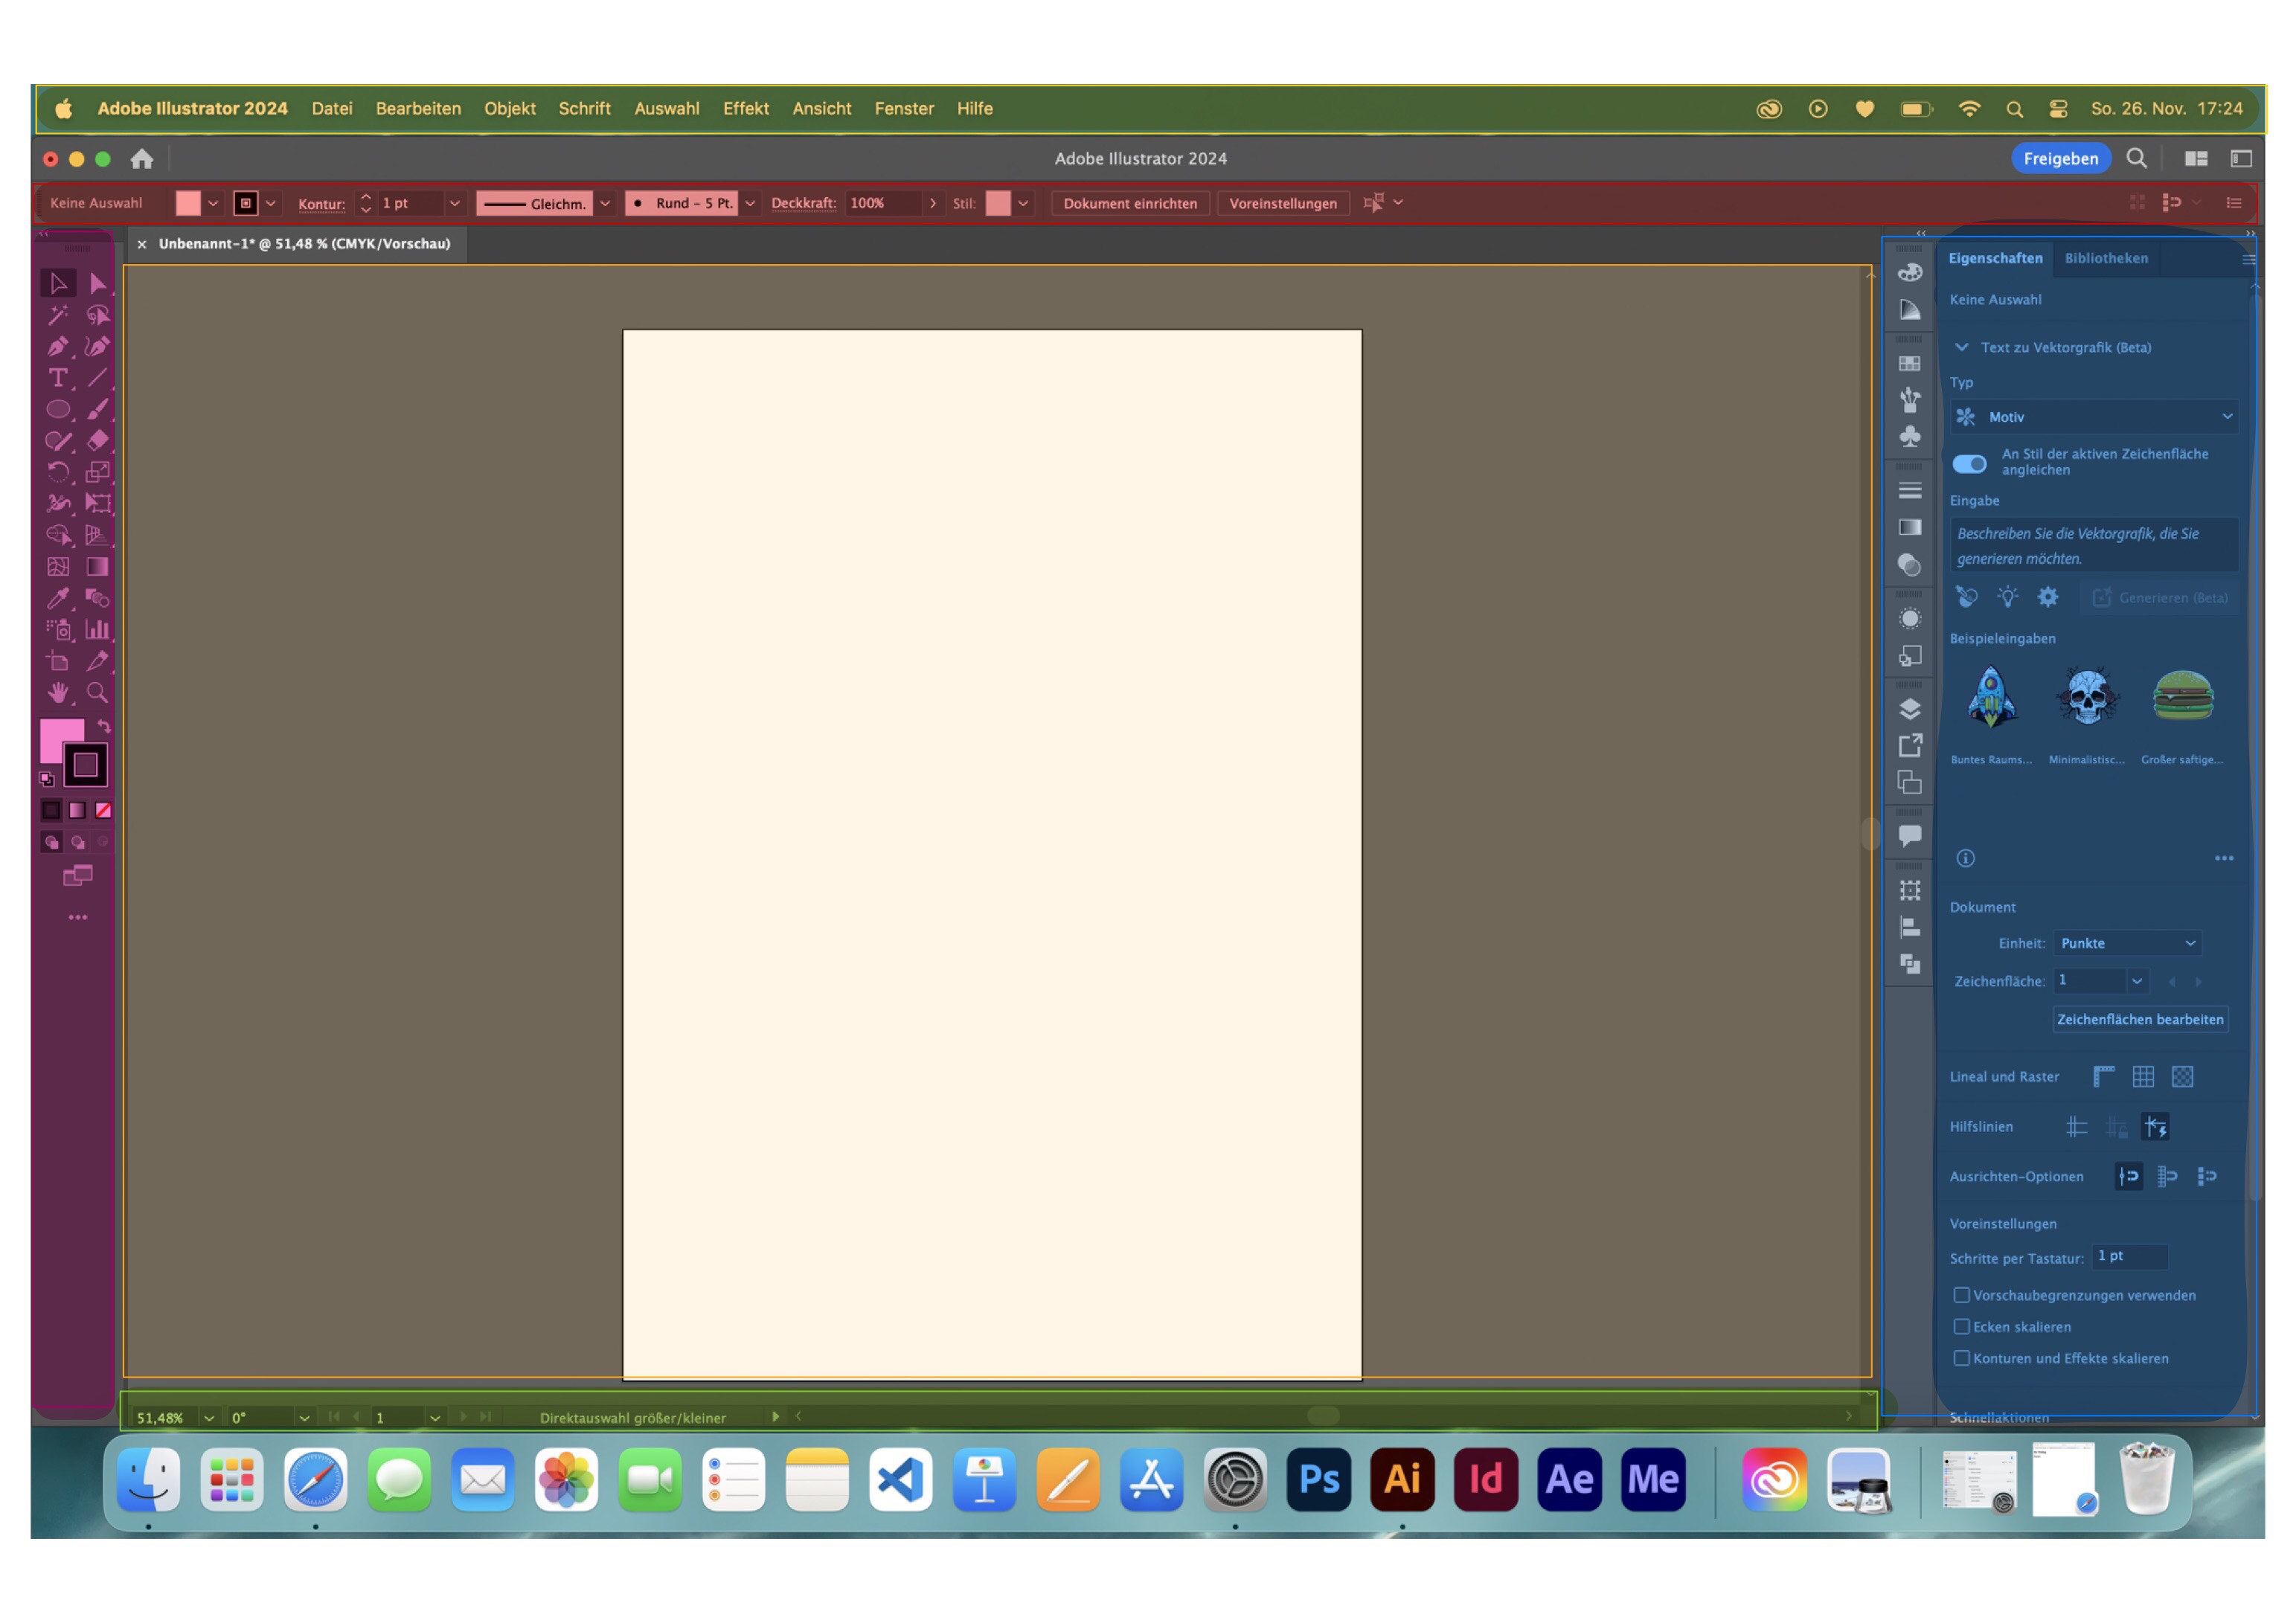 Adobe Illustrator 2024 Datei Bearbeiten Objekt Schrift Auswahl Effekt Ansicht Fenster Hilfe So. 26. Nov. 17:24
Adobe Illustrator 2024 Freigeben
Keine Auswahl Kontur: 1 pt Gleichm. Rund - 5 Pt. Deckkraft: 100% Stil: Dokument einrichten Voreinstellungen
Unbenannt-1* @ 51,48 % (CMYK/Vorschau)
Eigenschaften Bibliotheken
Keine Auswahl
Text zu Vektorgrafik (Beta)
Typ
Motiv
An Stil der aktiven Zeichenfläche
angleichen
Eingabe
Beschreiben Sie die Vektorgrafik, die Sie
generieren möchten.
Generieren (Beta)
Beispieleingaben
Buntes Raums... Minimalistisc... Großer saftige...
Dokument
Einheit: Punkte
Zeichenfläche: 1
Zeichenflächen bearbeiten
Lineal und Raster
Hilfslinien
Ausrichten-Optionen
Voreinstellungen
Schritte per Tastatur: 1 pt
Vorschaubegrenzungen verwenden
Ecken skalieren
Konturen und Effekte skalieren
Schnellaktionen
51,48% 0° 1 Direktauswahl größer/kleiner
Ps Ai Id Ae Me